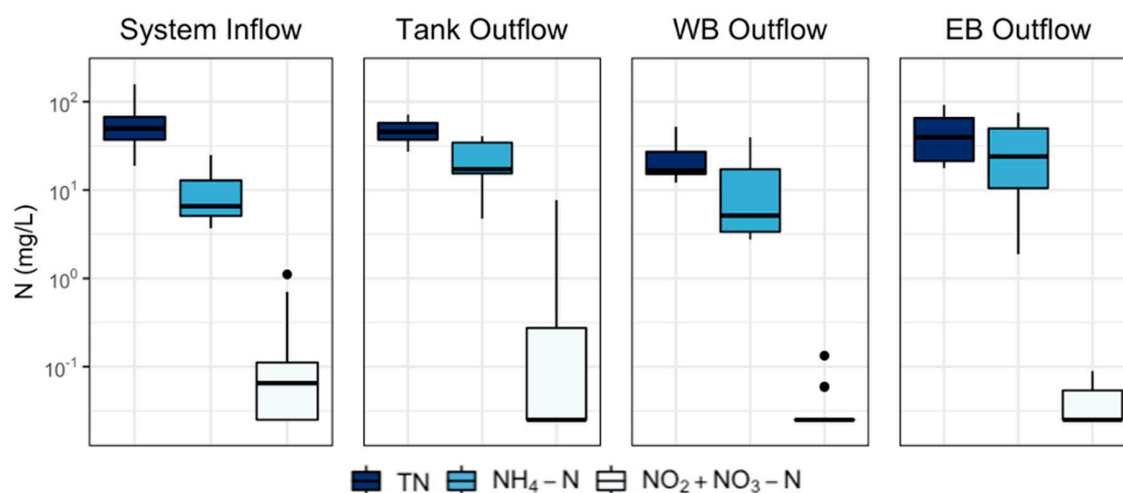 System Inflow Tank Outflow WB Outflow EB Outflow
N (mg/L)
10²
10¹
10⁰
10⁻¹
TN NH₄ – N NO₂ + NO₃ – N